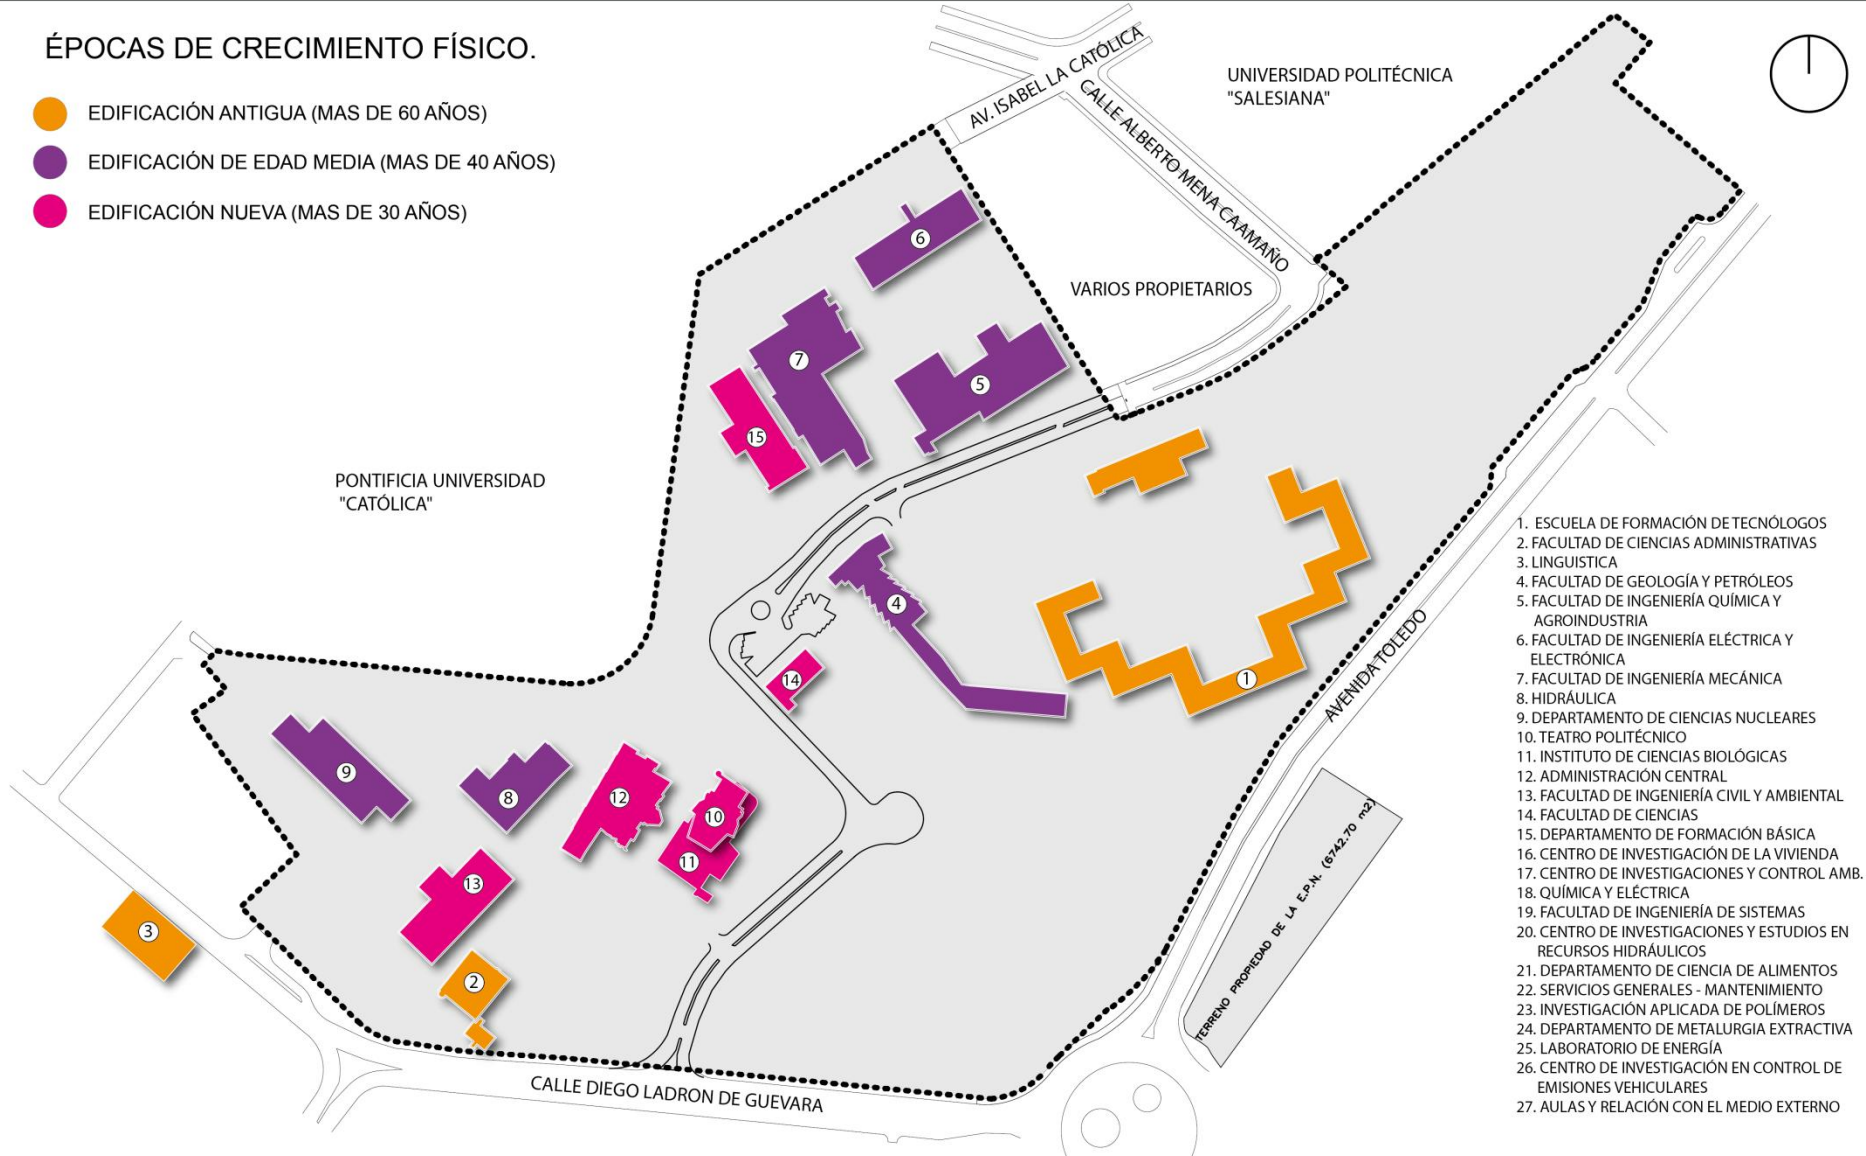 ÉPOCAS DE CRECIMIENTO FÍSICO.
EDIFICACIÓN ANTIGUA (MAS DE 60 AÑOS)
EDIFICACIÓN DE EDAD MEDIA (MAS DE 40 AÑOS)
EDIFICACIÓN NUEVA (MAS DE 30 AÑOS)
AV. ISABEL LA CATÓLICA
CALLE ALBERTO MENA CAAMAÑO
UNIVERSIDAD POLITÉCNICA
"SALESIANA"
VARIOS PROPIETARIOS
PONTIFICIA UNIVERSIDAD
"CATÓLICA"
6
7
5
15
4
14
1
9
8
12
10
11
13
3
2
AVENIDA TOLEDO
TERRENO PROPIEDAD DE LA E.P.N. (6742.70 m2)
CALLE DIEGO LADRON DE GUEVARA
1. ESCUELA DE FORMACIÓN DE TECNÓLOGOS
2. FACULTAD DE CIENCIAS ADMINISTRATIVAS
3. LINGUISTICA
4. FACULTAD DE GEOLOGÍA Y PETRÓLEOS
5. FACULTAD DE INGENIERÍA QUÍMICA Y
AGROINDUSTRIA
6. FACULTAD DE INGENIERÍA ELÉCTRICA Y
ELECTRÓNICA
7. FACULTAD DE INGENIERÍA MECÁNICA
8. HIDRÁULICA
9. DEPARTAMENTO DE CIENCIAS NUCLEARES
10. TEATRO POLITÉCNICO
11. INSTITUTO DE CIENCIAS BIOLÓGICAS
12. ADMINISTRACIÓN CENTRAL
13. FACULTAD DE INGENIERÍA CIVIL Y AMBIENTAL
14. FACULTAD DE CIENCIAS
15. DEPARTAMENTO DE FORMACIÓN BÁSICA
16. CENTRO DE INVESTIGACIÓN DE LA VIVIENDA
17. CENTRO DE INVESTIGACIONES Y CONTROL AMB.
18. QUÍMICA Y ELÉCTRICA
19. FACULTAD DE INGENIERÍA DE SISTEMAS
20. CENTRO DE INVESTIGACIONES Y ESTUDIOS EN
RECURSOS HIDRÁULICOS
21. DEPARTAMENTO DE CIENCIA DE ALIMENTOS
22. SERVICIOS GENERALES - MANTENIMIENTO
23. INVESTIGACIÓN APLICADA DE POLÍMEROS
24. DEPARTAMENTO DE METALURGIA EXTRACTIVA
25. LABORATORIO DE ENERGÍA
26. CENTRO DE INVESTIGACIÓN EN CONTROL DE
EMISIONES VEHICULARES
27. AULAS Y RELACIÓN CON EL MEDIO EXTERNO